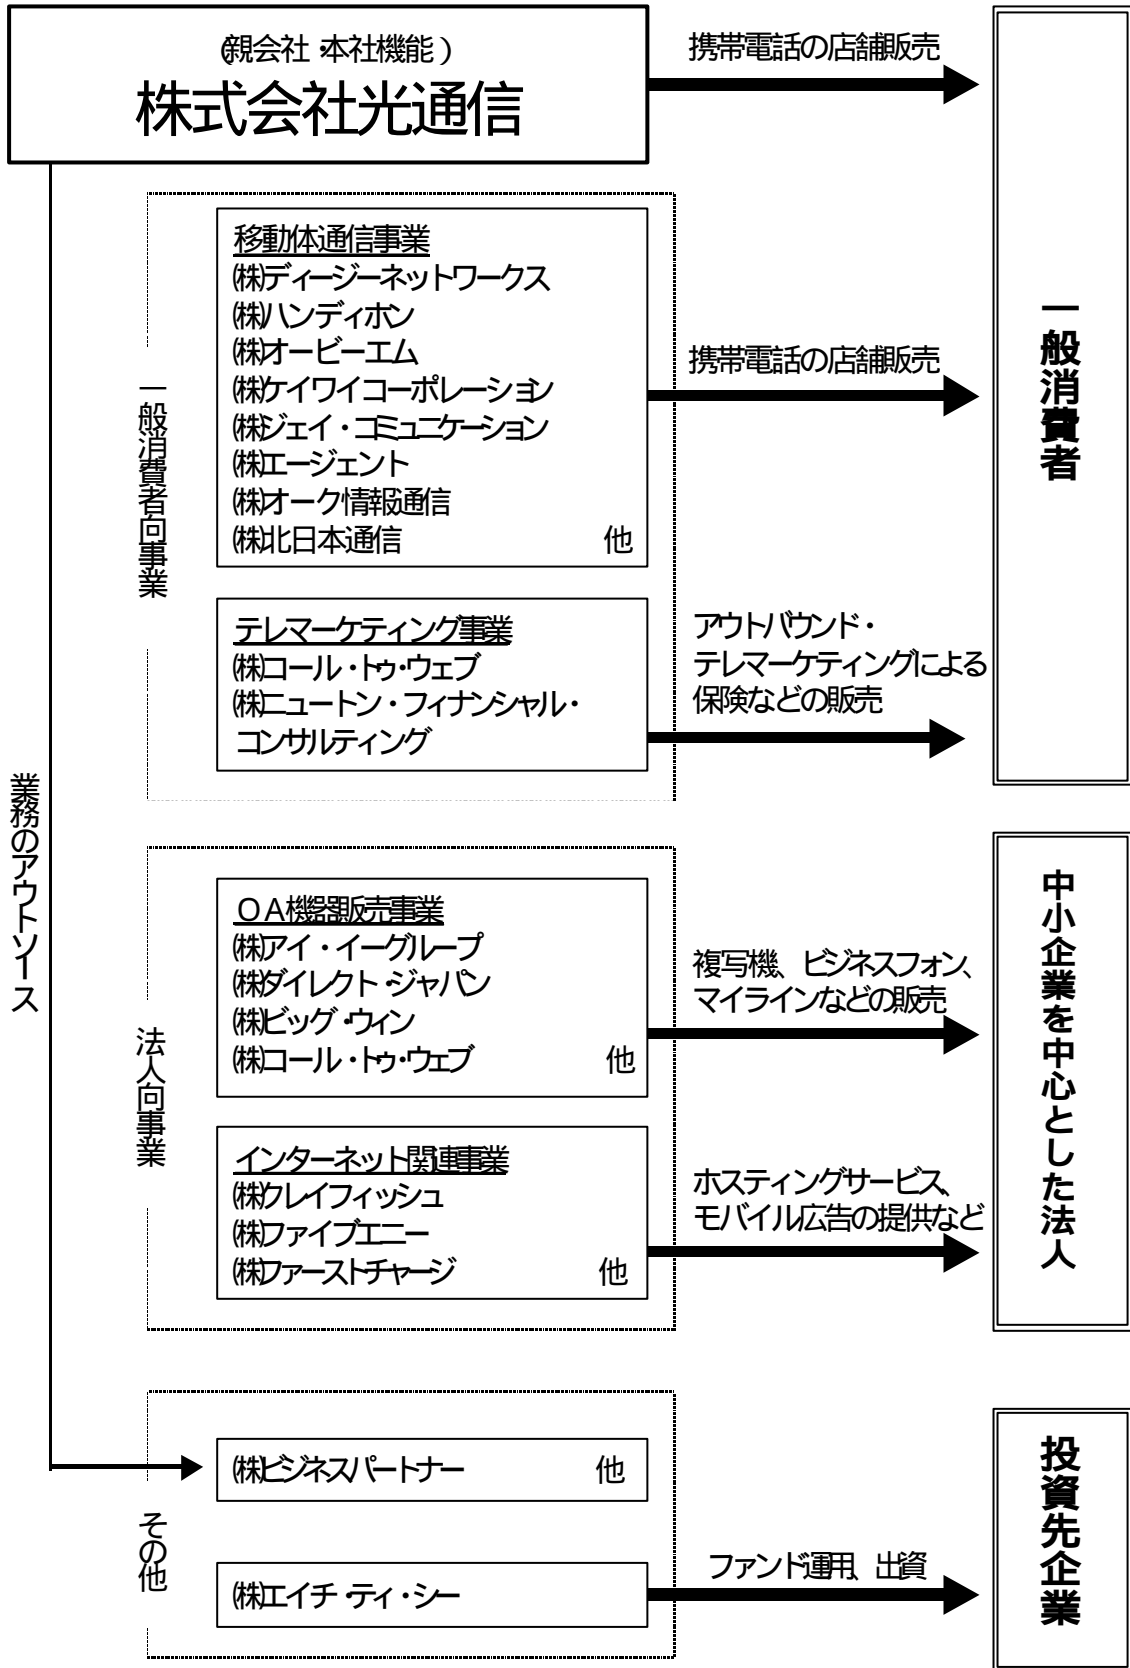 (親会社・本社機能)
株式会社光通信
携帯電話の店舗販売
一般消費者
一般消費者向事業
移動体通信事業
㈱ディージーネットワークス
㈱ハンディホン
㈱オービーエム
㈱ケイワイコーポレーション
㈱ジェイ・コミュニケーション
㈱エージェント
㈱オーク情報通信
㈱北日本通信 他
携帯電話の店舗販売
テレマーケティング事業
㈱コール・トゥ・ウェブ
㈱ニュートン・フィナンシャル・
コンサルティング
アウトバウンド・
テレマーケティングによる
保険などの販売
業務のアウトソース
法人向事業
OA機器販売事業
㈱アイ・イーグループ
㈱ダイレクト・ジャパン
㈱ビッグ・ウィン
㈱コール・トゥ・ウェブ 他
複写機、ビジネスフォン、
マイラインなどの販売
中小企業を中心とした法人
インターネット関連事業
㈱クレイフィッシュ
㈱ファイブエニー
㈱ファーストチャージ 他
ホスティングサービス、
モバイル広告の提供など
その他
㈱ビジネスパートナー 他
㈱エイチ・ティ・シー
ファンド運用、出資
投資先企業